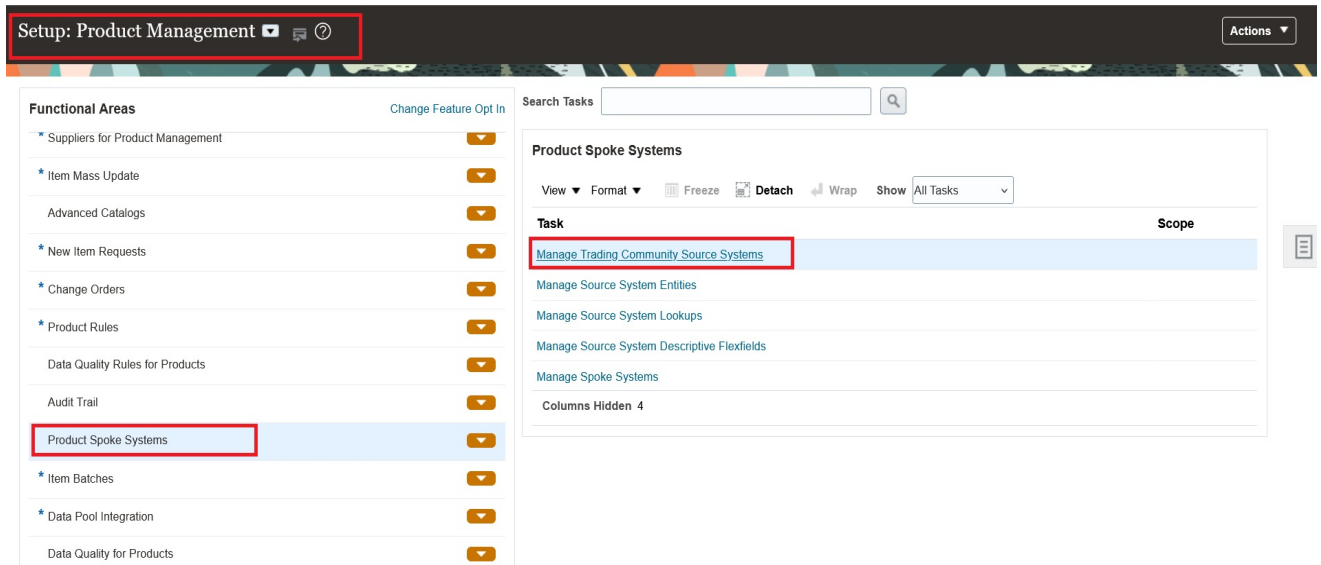 Setup: Product Management
Actions
Functional Areas
Change Feature Opt In
* Suppliers for Product Management
* Item Mass Update
Advanced Catalogs
* New Item Requests
* Change Orders
* Product Rules
Data Quality Rules for Products
Audit Trail
Product Spoke Systems
* Item Batches
* Data Pool Integration
Data Quality for Products
Search Tasks
Product Spoke Systems
View ▼ Format ▼ Freeze Detach Wrap Show All Tasks
Task Scope
Manage Trading Community Source Systems
Manage Source System Entities
Manage Source System Lookups
Manage Source System Descriptive Flexfields
Manage Spoke Systems
Columns Hidden 4